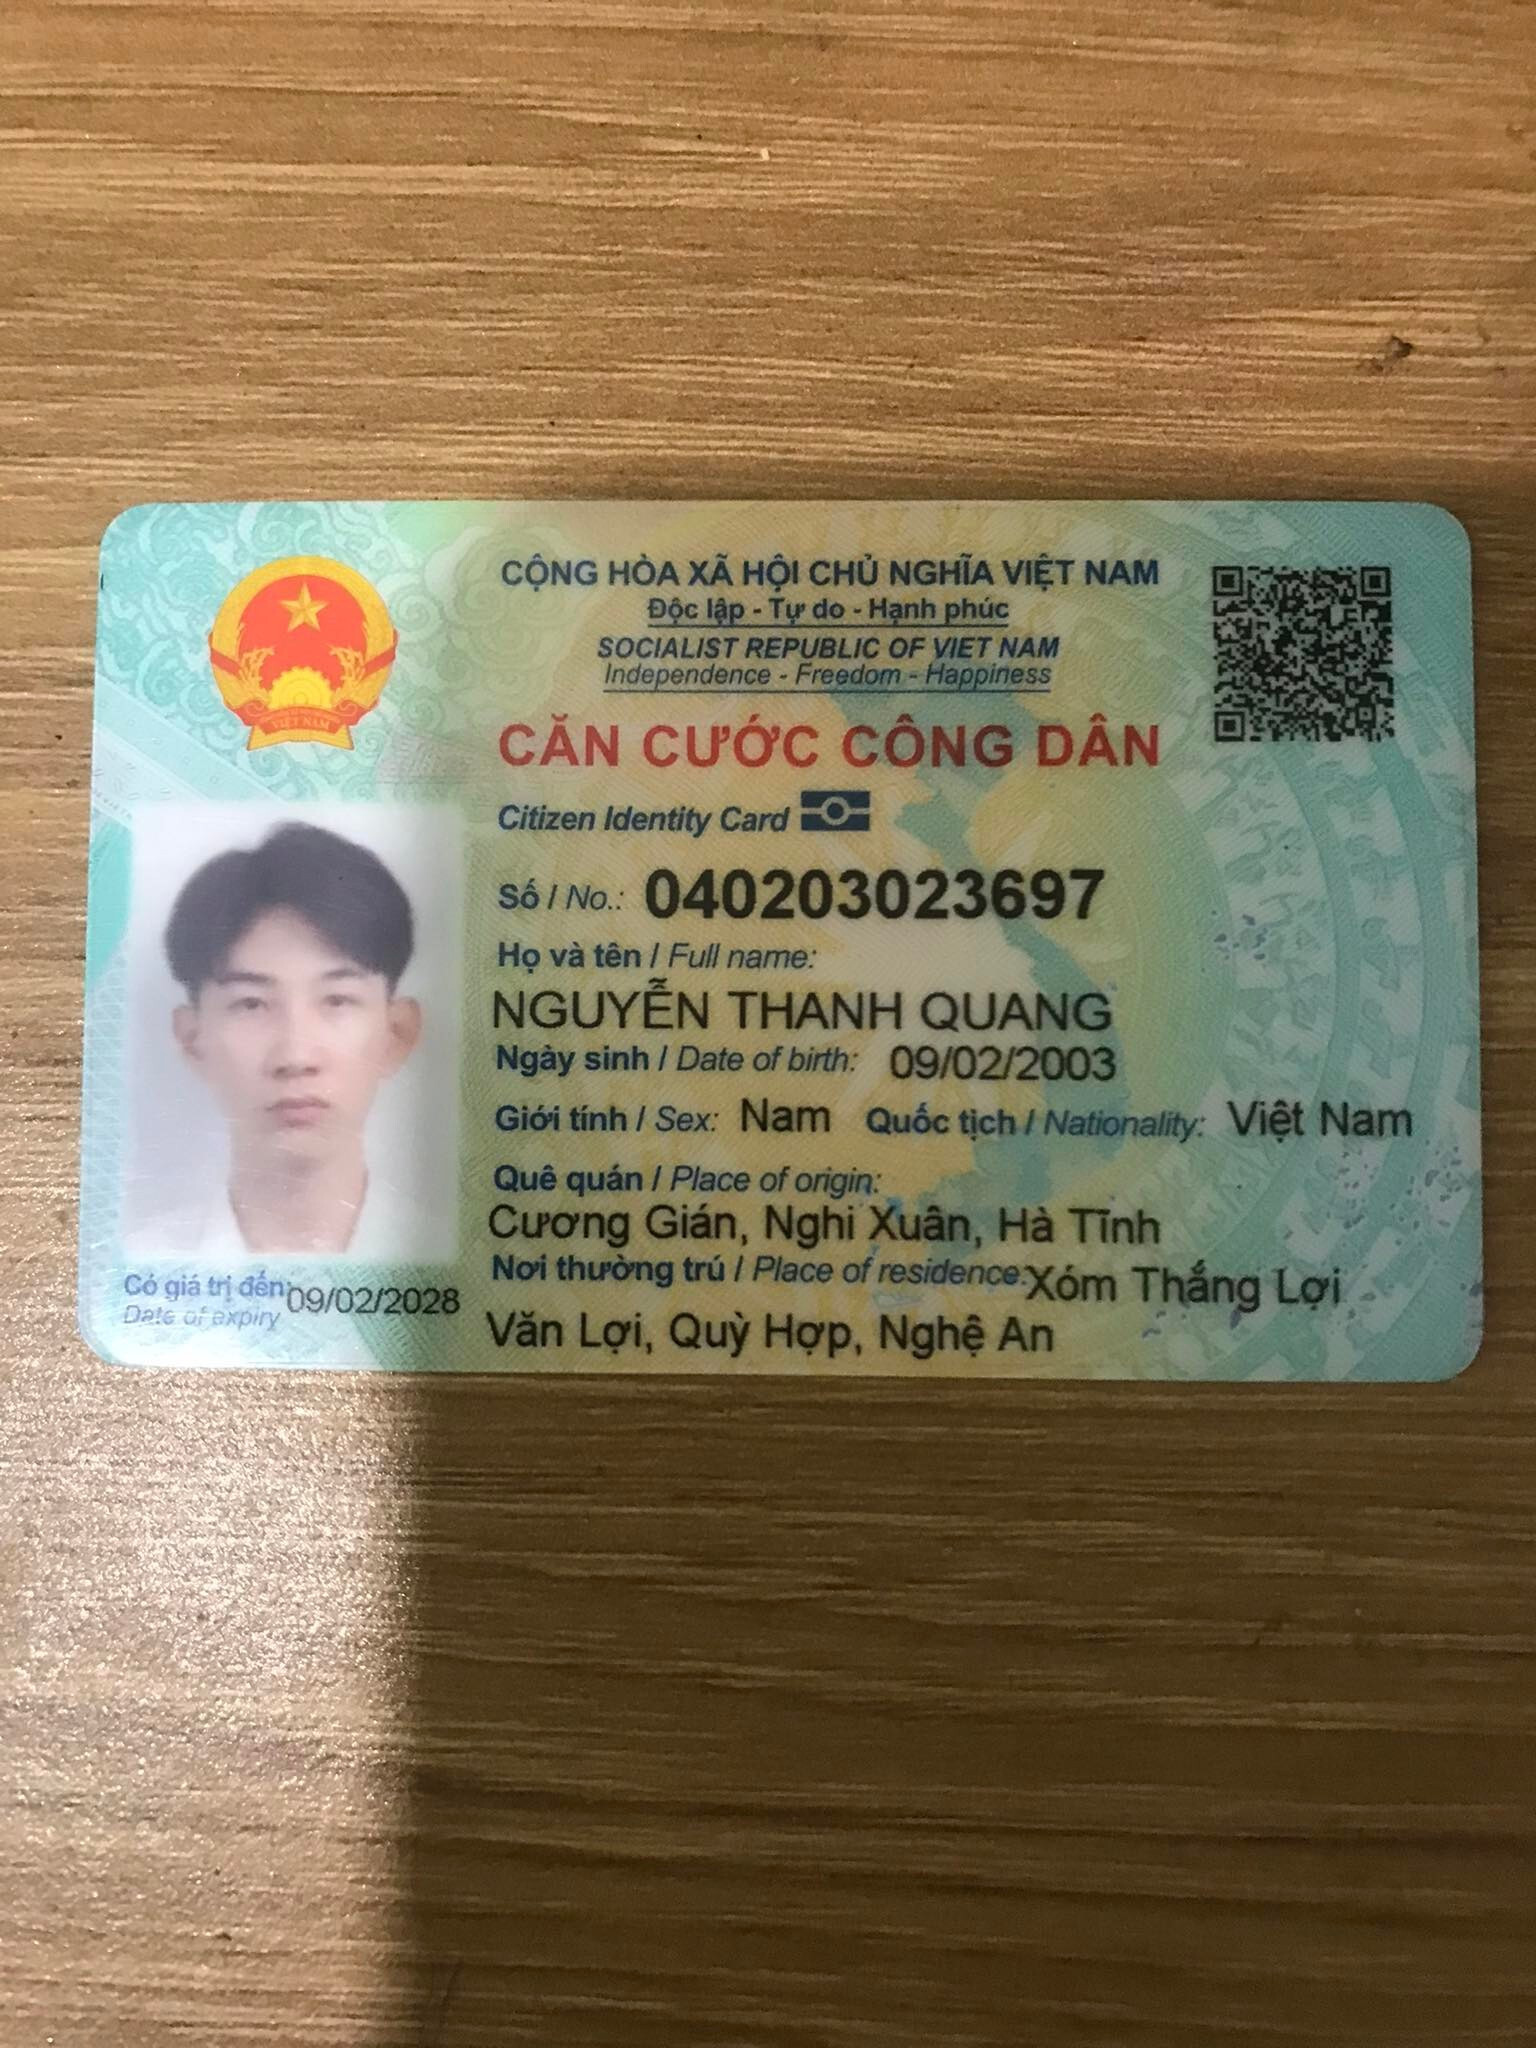 CỘNG HÒA XÃ HỘI CHỦ NGHĨA VIỆT NAM
Độc lập - Tự do - Hạnh phúc
SOCIALIST REPUBLIC OF VIET NAM
Independence - Freedom - Happiness
VIỆT NAM
CĂN CƯỚC CÔNG DÂN
Citizen Identity Card
Số / No.: 040203023697
Họ và tên / Full name:
NGUYỄN THANH QUANG
Ngày sinh / Date of birth: 09/02/2003
Giới tính / Sex: Nam Quốc tịch / Nationality: Việt Nam
Quê quán / Place of origin:
Cương Gián, Nghi Xuân, Hà Tĩnh
Nơi thường trú / Place of residence: Xóm Thắng Lợi
Văn Lợi, Quỳ Hợp, Nghệ An
Có giá trị đến: 09/02/2028
Date of expiry